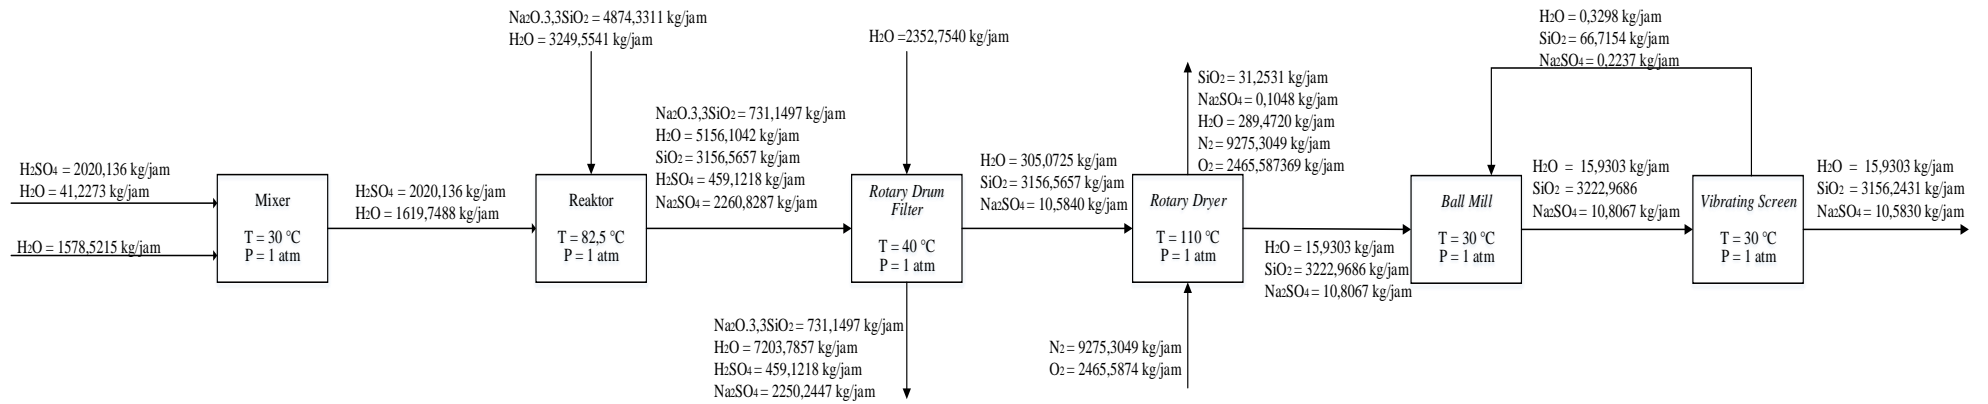 H2SO4 = 2020,136 kg/jam
H2O = 41,2273 kg/jam
H2O = 1578,5215 kg/jam
Mixer
T = 30 °C
P = 1 atm
H2SO4 = 2020,136 kg/jam
H2O = 1619,7488 kg/jam
Na2O.3,3SiO2 = 4874,3311 kg/jam
H2O = 3249,5541 kg/jam
Reaktor
T = 82,5 °C
P = 1 atm
Na2O.3,3SiO2 = 731,1497 kg/jam
H2O = 5156,1042 kg/jam
SiO2 = 3156,5657 kg/jam
H2SO4 = 459,1218 kg/jam
Na2SO4 = 2260,8287 kg/jam
H2O =2352,7540 kg/jam
Rotary Drum
Filter
T = 40 °C
P = 1 atm
Na2O.3,3SiO2 = 731,1497 kg/jam
H2O = 7203,7857 kg/jam
H2SO4 = 459,1218 kg/jam
Na2SO4 = 2250,2447 kg/jam
H2O = 305,0725 kg/jam
SiO2 = 3156,5657 kg/jam
Na2SO4 = 10,5840 kg/jam
SiO2 = 31,2531 kg/jam
Na2SO4 = 0,1048 kg/jam
H2O = 289,4720 kg/jam
N2 = 9275,3049 kg/jam
O2 = 2465,587369 kg/jam
Rotary Dryer
T = 110 °C
P = 1 atm
N2 = 9275,3049 kg/jam
O2 = 2465,5874 kg/jam
H2O = 15,9303 kg/jam
SiO2 = 3222,9686 kg/jam
Na2SO4 = 10,8067 kg/jam
H2O = 0,3298 kg/jam
SiO2 = 66,7154 kg/jam
Na2SO4 = 0,2237 kg/jam
Ball Mill
T = 30 °C
P = 1 atm
H2O = 15,9303 kg/jam
SiO2 = 3222,9686
Na2SO4 = 10,8067 kg/jam
Vibrating Screen
T = 30 °C
P = 1 atm
H2O = 15,9303 kg/jam
SiO2 = 3156,2431 kg/jam
Na2SO4 = 10,5830 kg/jam